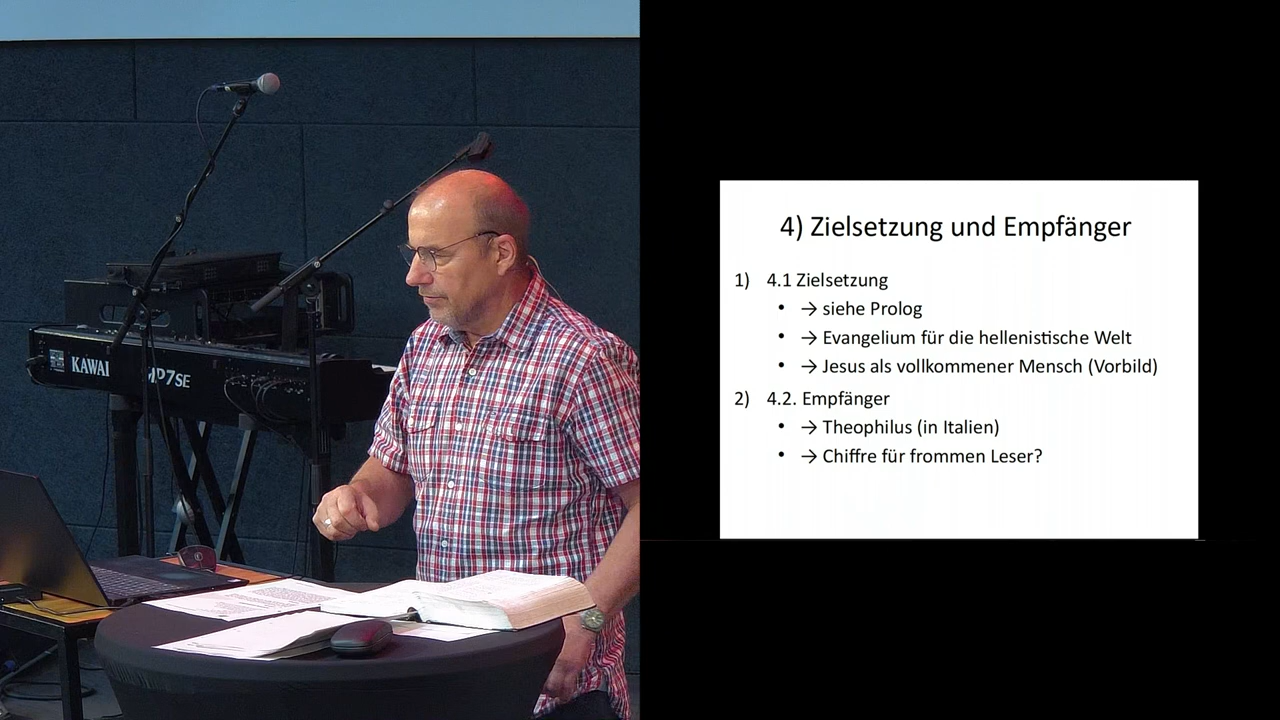 KAWAI MP7SE
4) Zielsetzung und Empfänger
1) 4.1 Zielsetzung
• → siehe Prolog
• → Evangelium für die hellenistische Welt
• → Jesus als vollkommener Mensch (Vorbild)
2) 4.2. Empfänger
• → Theophilus (in Italien)
• → Chiffre für frommen Leser?